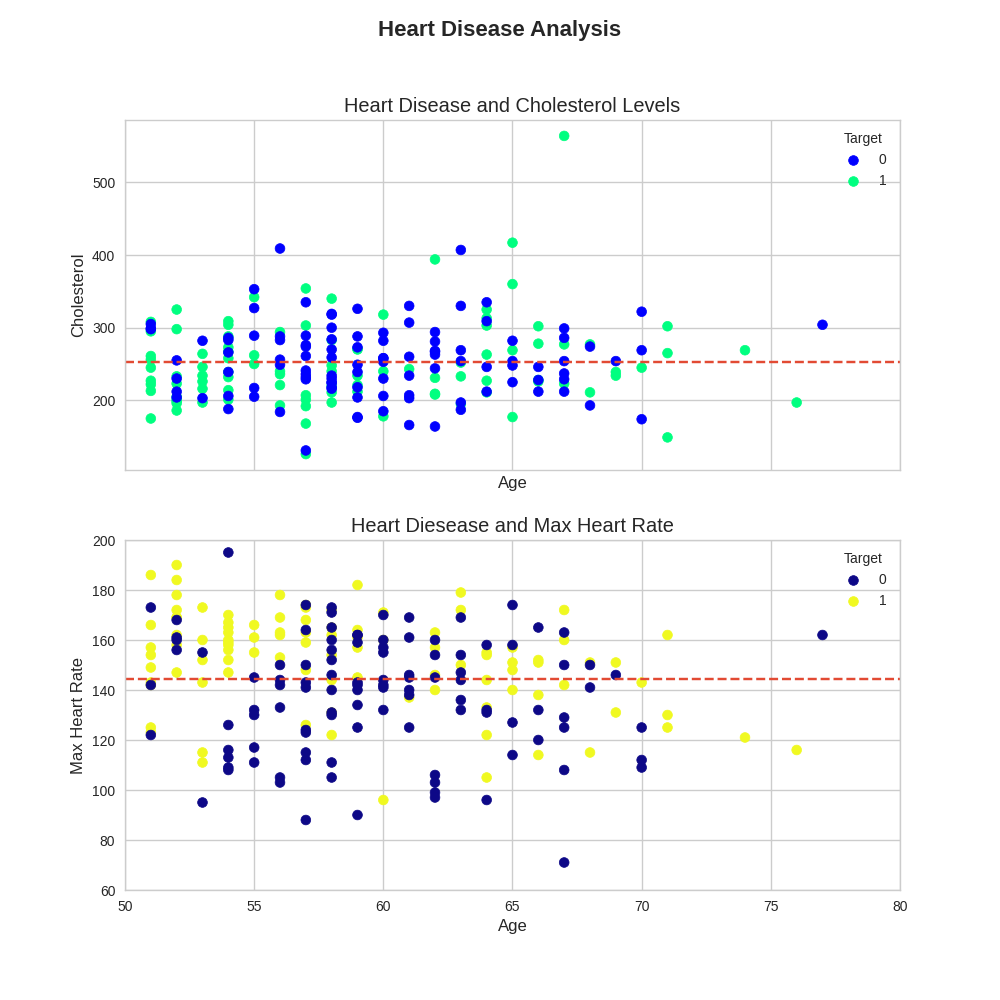 Heart Disease Analysis
Heart Disease and Cholesterol Levels
Target
0
1
500
400
300
200
Cholesterol
Age
Heart Diesease and Max Heart Rate
Target
0
1
200
180
160
140
120
100
80
60
Max Heart Rate
50 55 60 65 70 75 80
Age